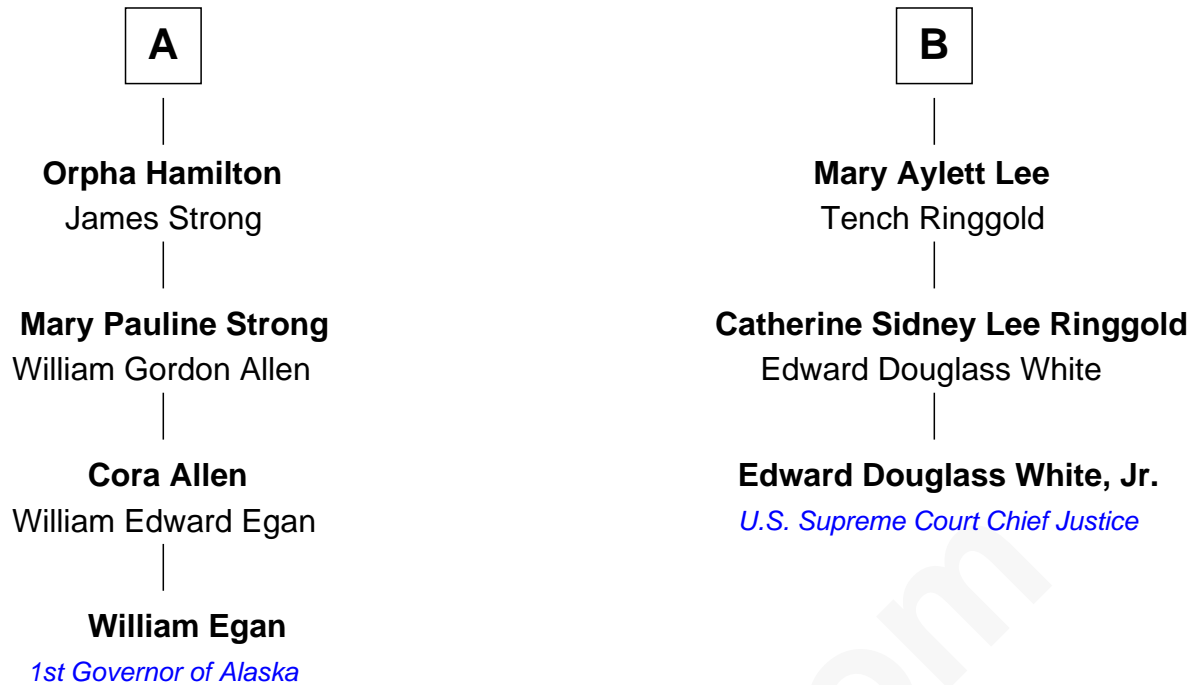 A
Orpha Hamilton
James Strong
Mary Pauline Strong
William Gordon Allen
Cora Allen
William Edward Egan
William Egan
1st Governor of Alaska
B
Mary Aylett Lee
Tench Ringgold
Catherine Sidney Lee Ringgold
Edward Douglass White
Edward Douglass White, Jr.
U.S. Supreme Court Chief Justice
om